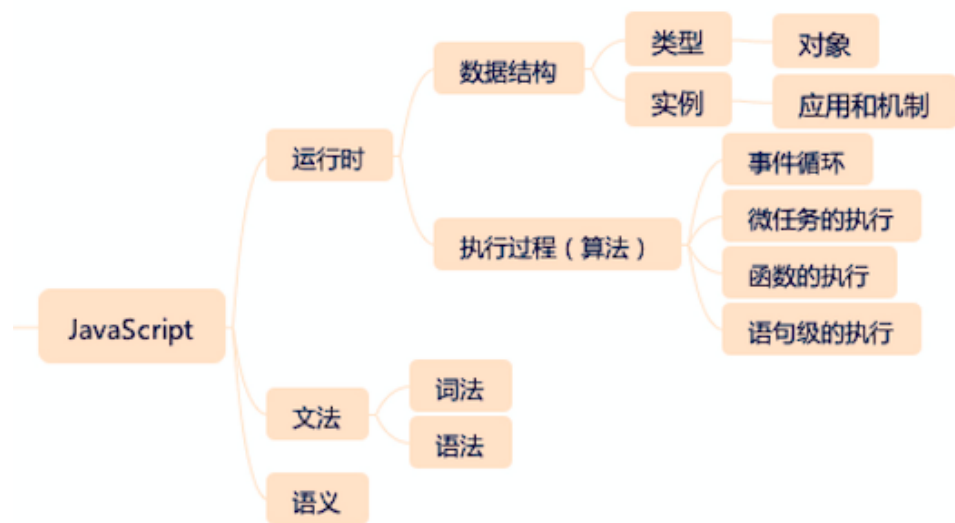 类型
对象
数据结构
实例
应用和机制
运行时
事件循环
微任务的执行
执行过程（算法）
函数的执行
语句级的执行
JavaScript
词法
文法
语法
语义